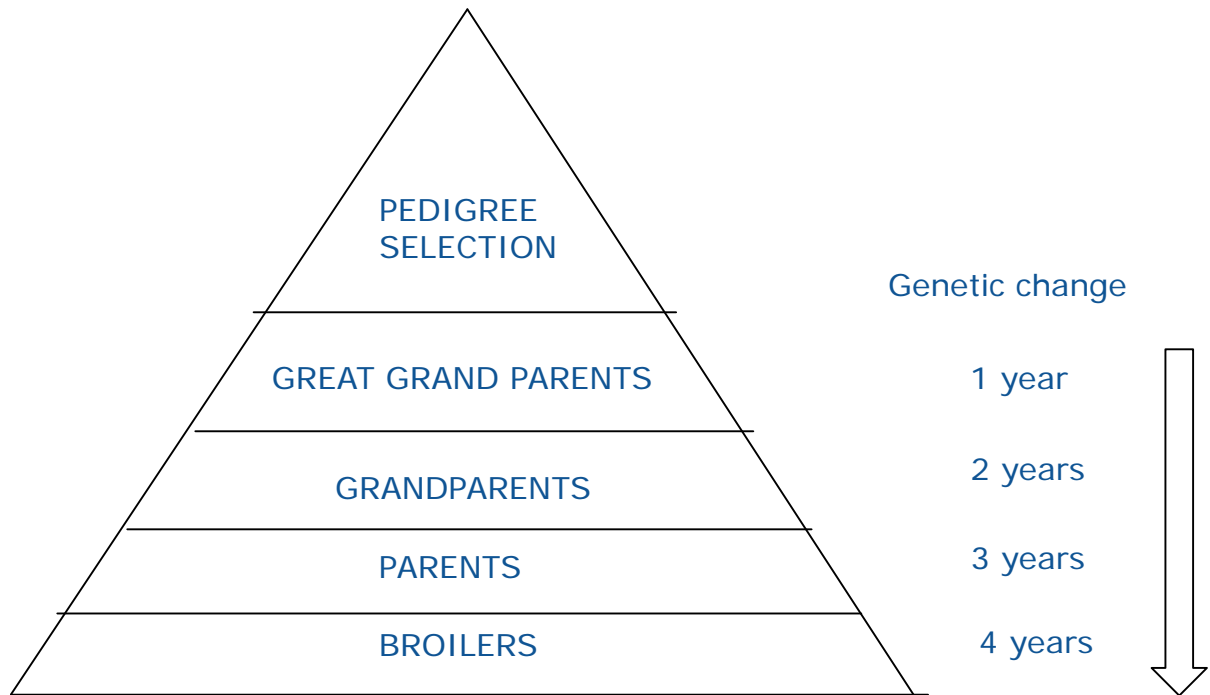 PEDIGREE
SELECTION
Genetic change
GREAT GRAND PARENTS
1 year
GRANDPARENTS
2 years
PARENTS
3 years
BROILERS
4 years